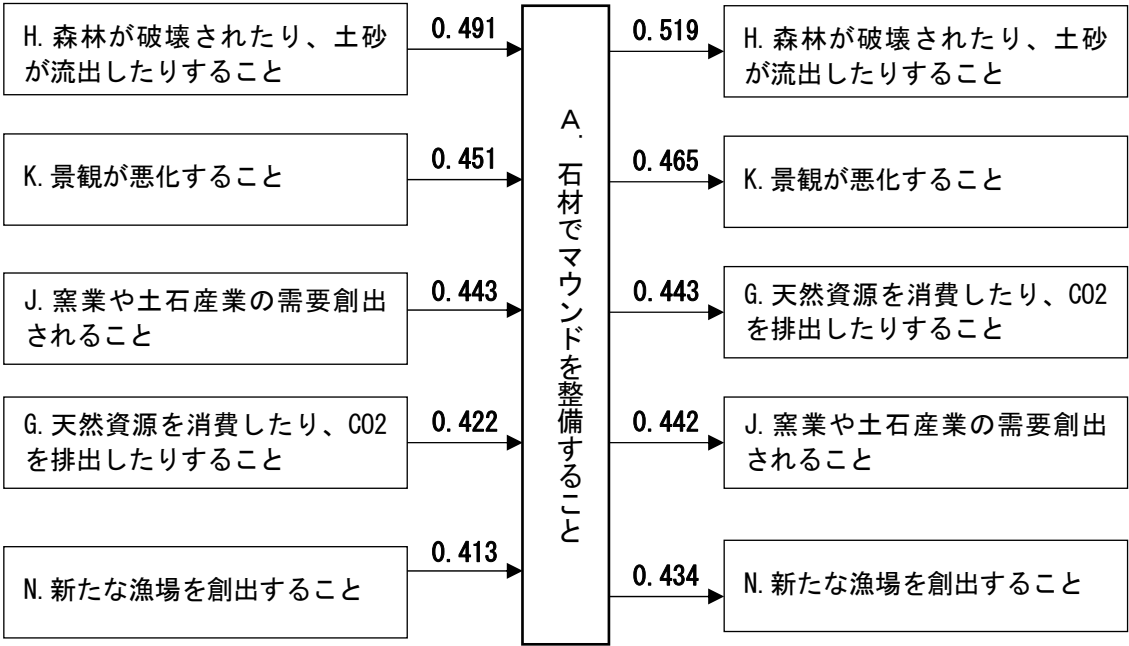 H. 森林が破壊されたり、土砂
が流出したりすること
0.491
K. 景観が悪化すること
0.451
J. 窯業や土石産業の需要創出
されること
0.443
G. 天然資源を消費したり、CO2
を排出したりすること
0.422
N. 新たな漁場を創出すること
0.413
A. 石材でマウンドを整備すること
0.519
H. 森林が破壊されたり、土砂
が流出したりすること
0.465
K. 景観が悪化すること
0.443
G. 天然資源を消費したり、CO2
を排出したりすること
0.442
J. 窯業や土石産業の需要創出
されること
0.434
N. 新たな漁場を創出すること